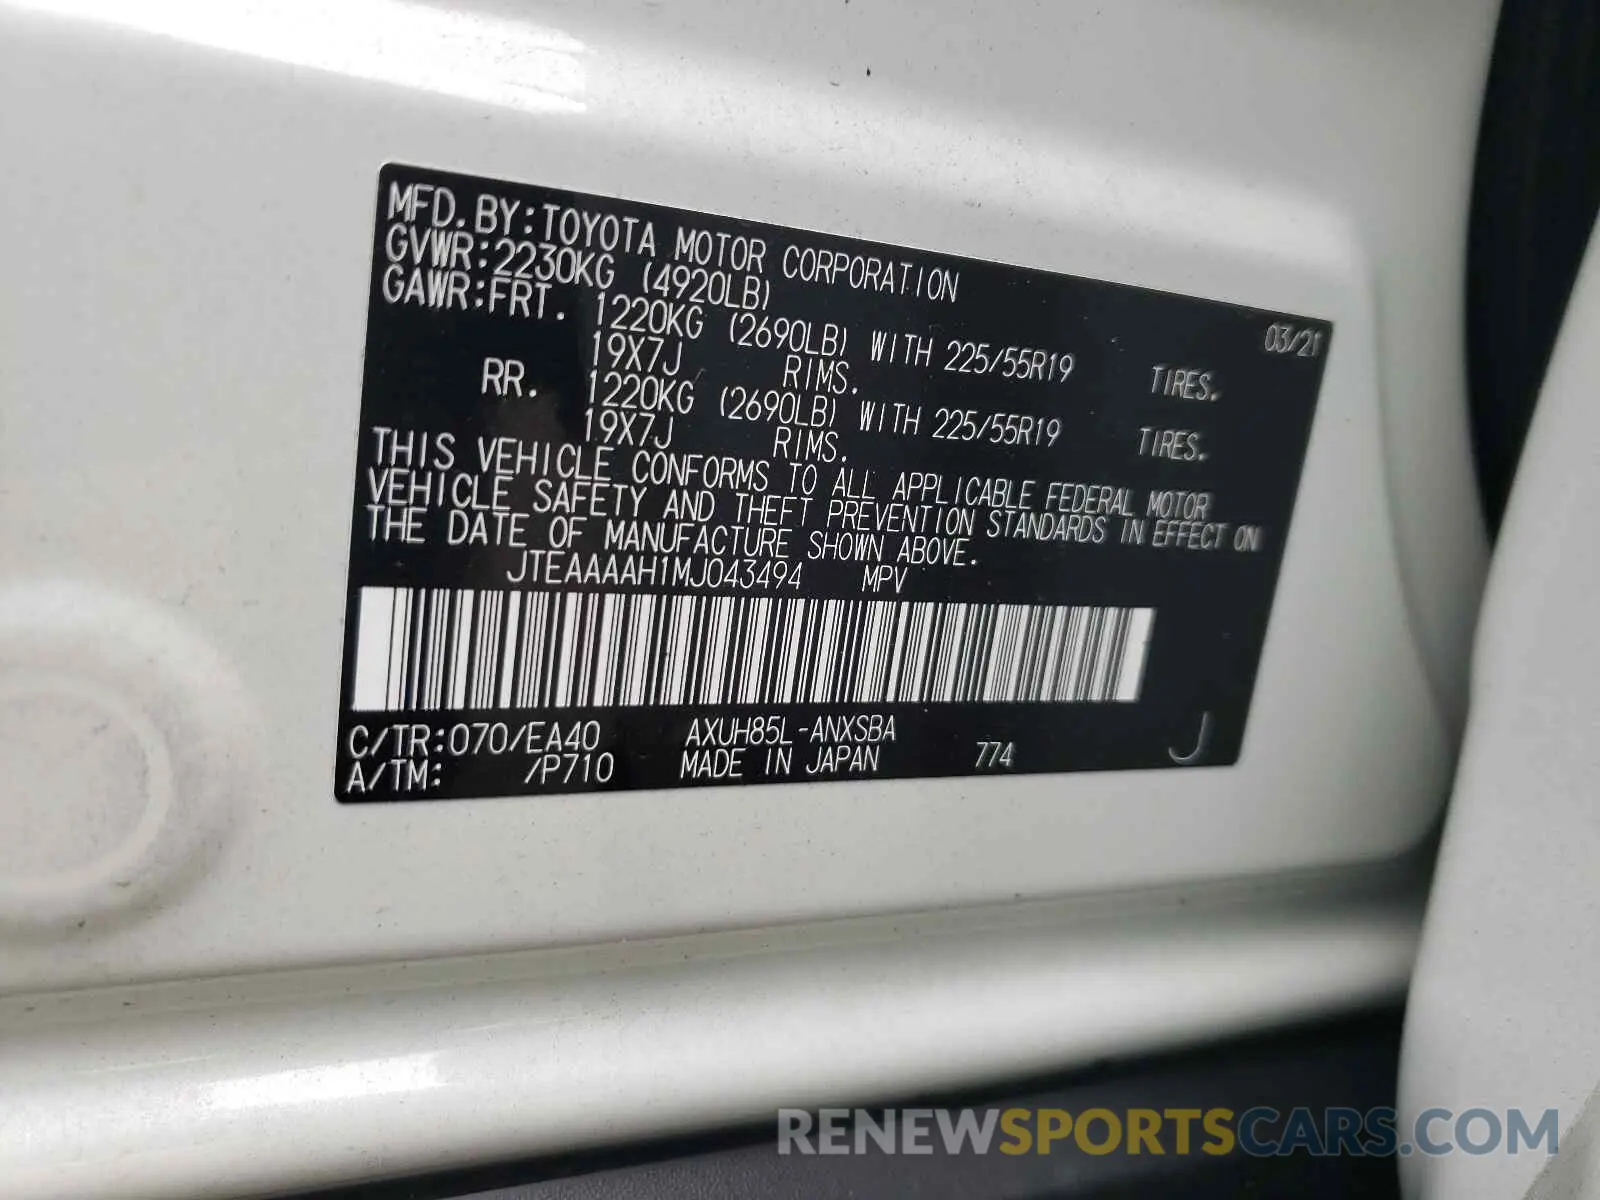 MFD. BY: TOYOTA MOTOR CORPORATION 03/21
GVWR: 2230KG (4920LB)
GAWR: FRT. 1220KG (2690LB) WITH 225/55R19 TIRES.
19X7J RIMS.
RR. 1220KG (2690LB) WITH 225/55R19 TIRES.
19X7J RIMS.
THIS VEHICLE CONFORMS TO ALL APPLICABLE FEDERAL MOTOR
VEHICLE SAFETY AND THEFT PREVENTION STANDARDS IN EFFECT ON
THE DATE OF MANUFACTURE SHOWN ABOVE.
JTEAAAAH1MJ043494 MPV
C/TR: 070/EA40 AXUH85L-ANXSBA
A/TM: /P710 MADE IN JAPAN 774 J
RENEWSPORTSCARS.COM